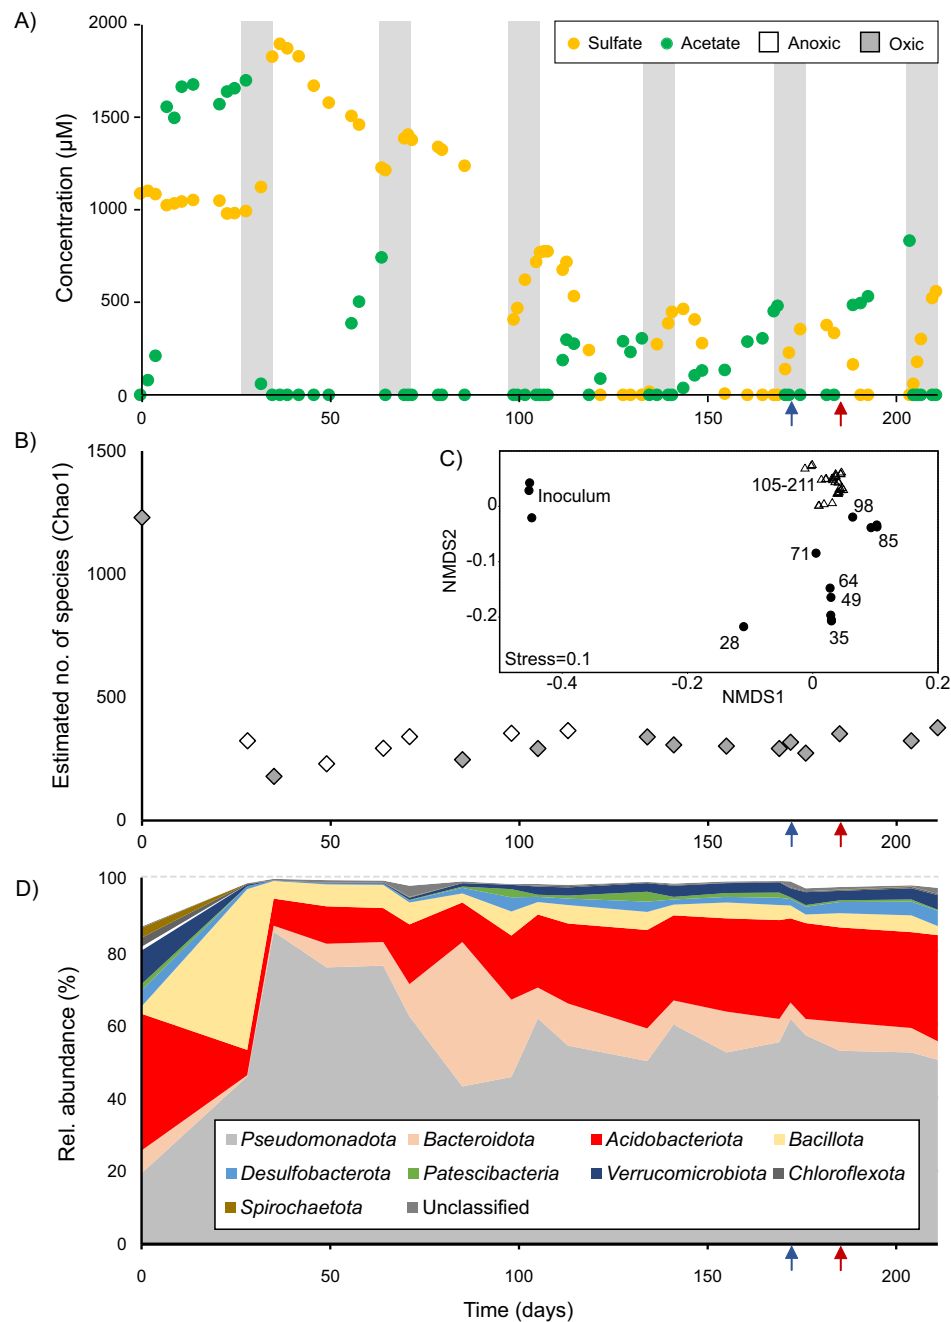 A)
2000
1500
1000
500
0
Concentration (µM)
Sulfate Acetate Anoxic Oxic
0 50 100 150 200
B)
1500
1000
500
0
Estimated no. of species (Chao1)
0 50 100 150 200
C)
0
-0.1
-0.2
NMDS2
Inoculum
105-211
98
85
71
64
49
35
28
Stress=0.1
-0.4 -0.2 0 0.2
NMDS1
D)
100
80
60
40
20
0
Rel. abundance (%)
Pseudomonadota Bacteroidota Acidobacteriota Bacillota
Desulfobacterota Patescibacteria Verrucomicrobiota Chloroflexota
Spirochaetota Unclassified
0 50 100 150 200
Time (days)